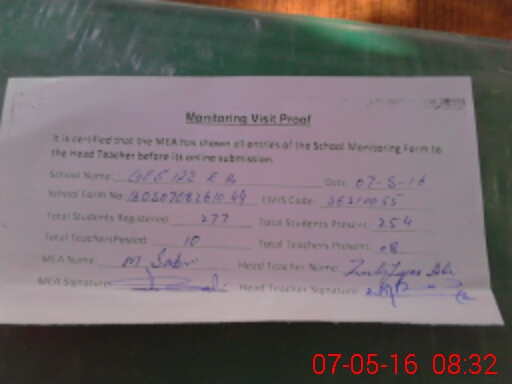 Monitoring Visit Proof
It is certified that the MEA has shown all entries of the School Monitoring Form to
the Head Teacher before its online submission.
School Name: GES 122 E.B Date: 07-5-16
School Form No: EMIS Code: 36210055
Total Students Registered: 277 Total Students Present: 254
Total Teachers Posted: 10 Total Teachers Present: 08
MEA Name: M. Sabir Head Teacher Name:
MEA Signature: Head Teacher Signature:
07-05-16 08:32